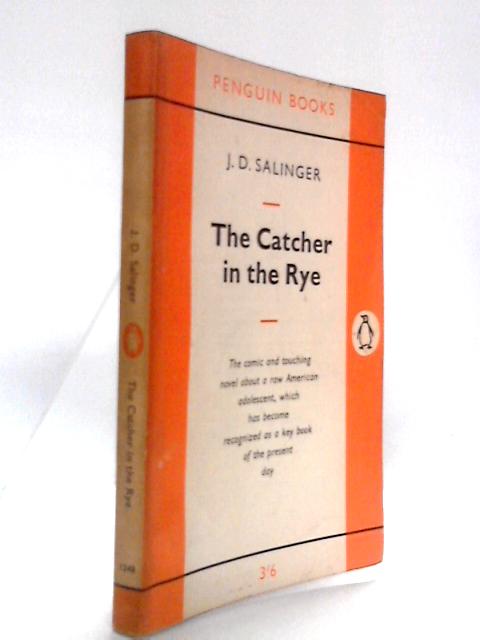 PENGUIN BOOKS
J. D. SALINGER
The Catcher
in the Rye
The comic and touching
novel about a raw American
adolescent, which
has become
recognized as a key book
of the present
day
3'6
J. D. Salinger
The Catcher in the Rye
1248